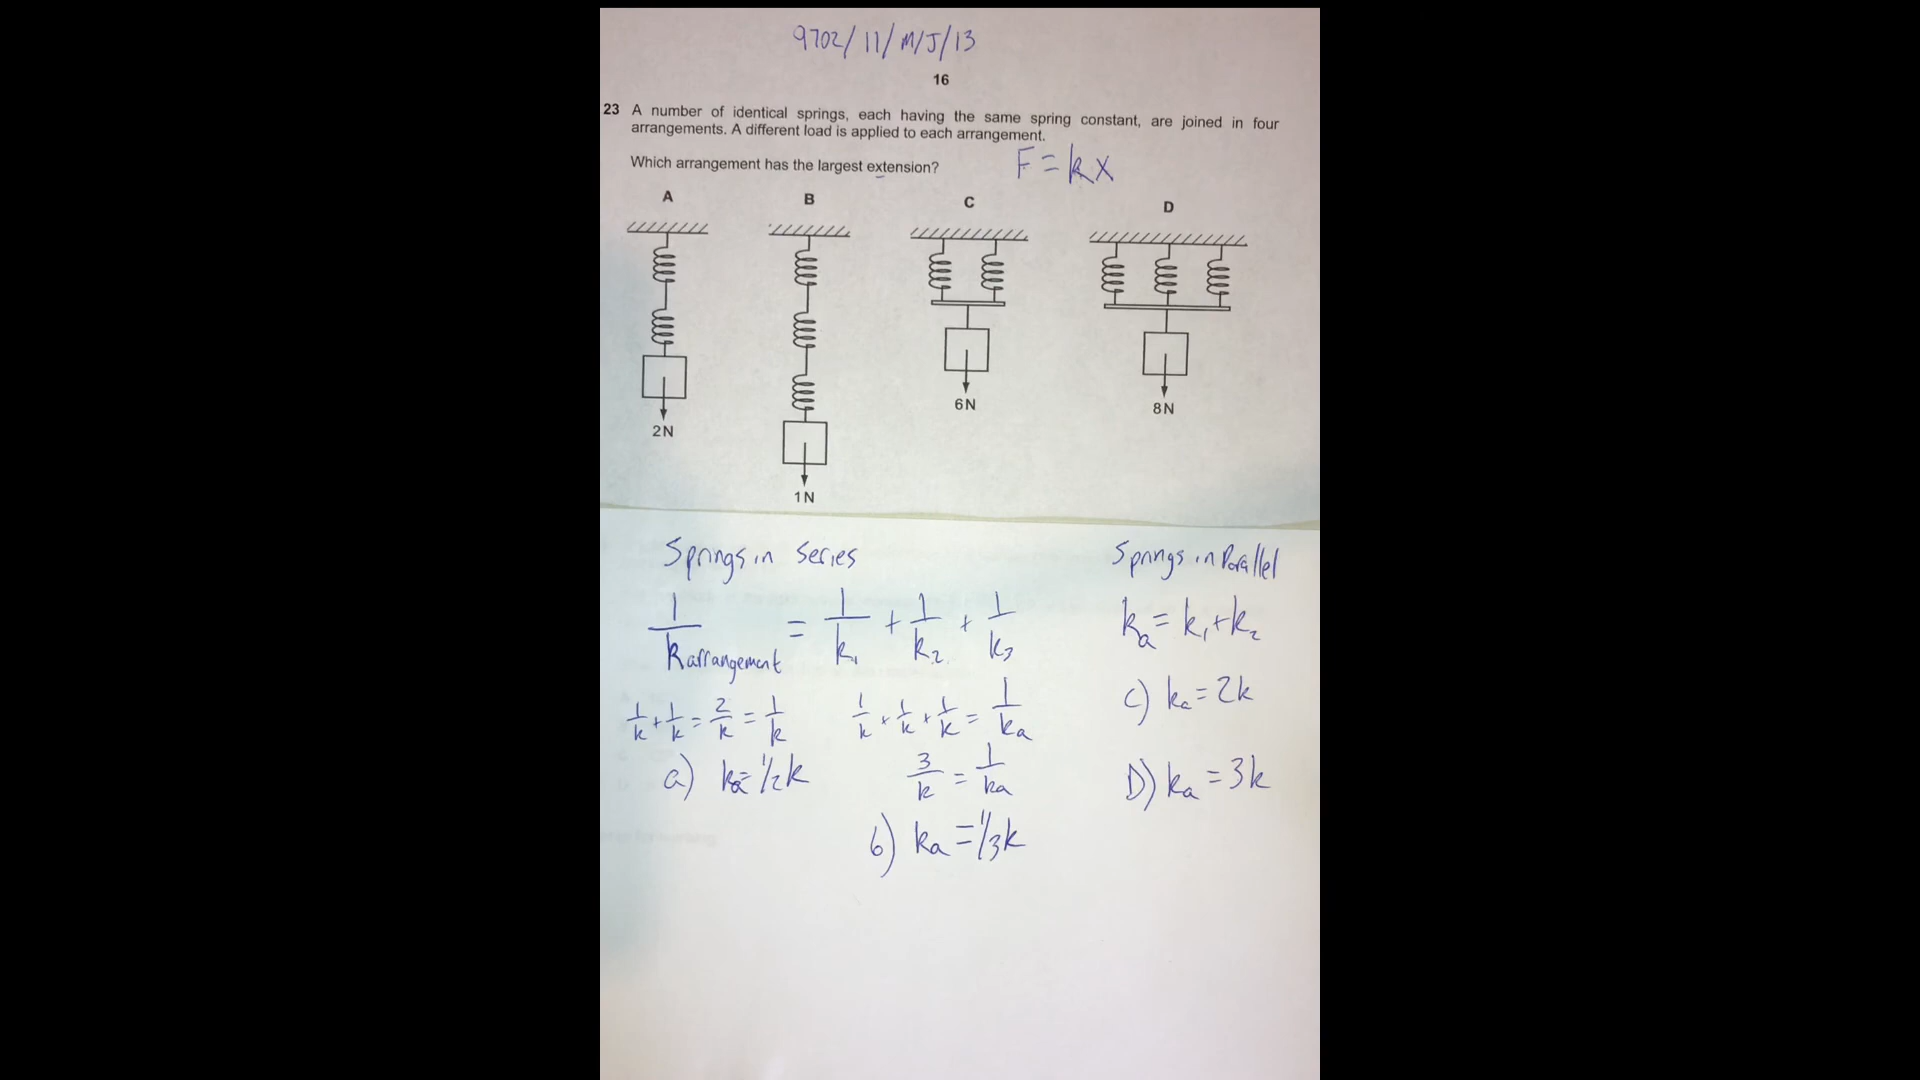 9702/11/M/J/13
16
23 A number of identical springs, each having the same spring constant, are joined in four
arrangements. A different load is applied to each arrangement.
Which arrangement has the largest extension?
F = kx
A B C D
2N
1N
6N
8N
Springs in Series
1/k arrangement = 1/k₁ + 1/k₂ + 1/k₃
1/k + 1/k = 2/k = 1/k
a) ka = 1/2k
1/k + 1/k + 1/k = 1/ka
3/k = 1/ka
b) ka = 1/3k
Springs in Parallel
ka = k₁ + k₂
C) ka = 2k
D) ka = 3k